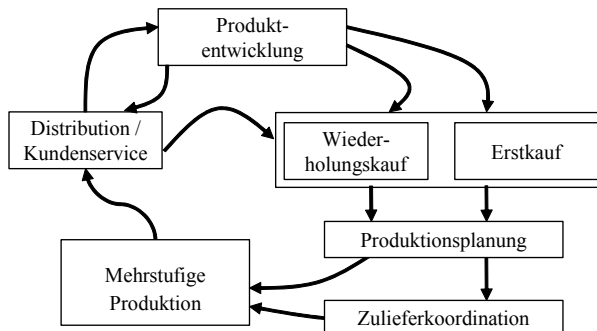 Produkt-
entwicklung
Distribution /
Kundenservice
Wieder-
holungskauf
Erstkauf
Produktionsplanung
Mehrstufige
Produktion
Zulieferkoordination